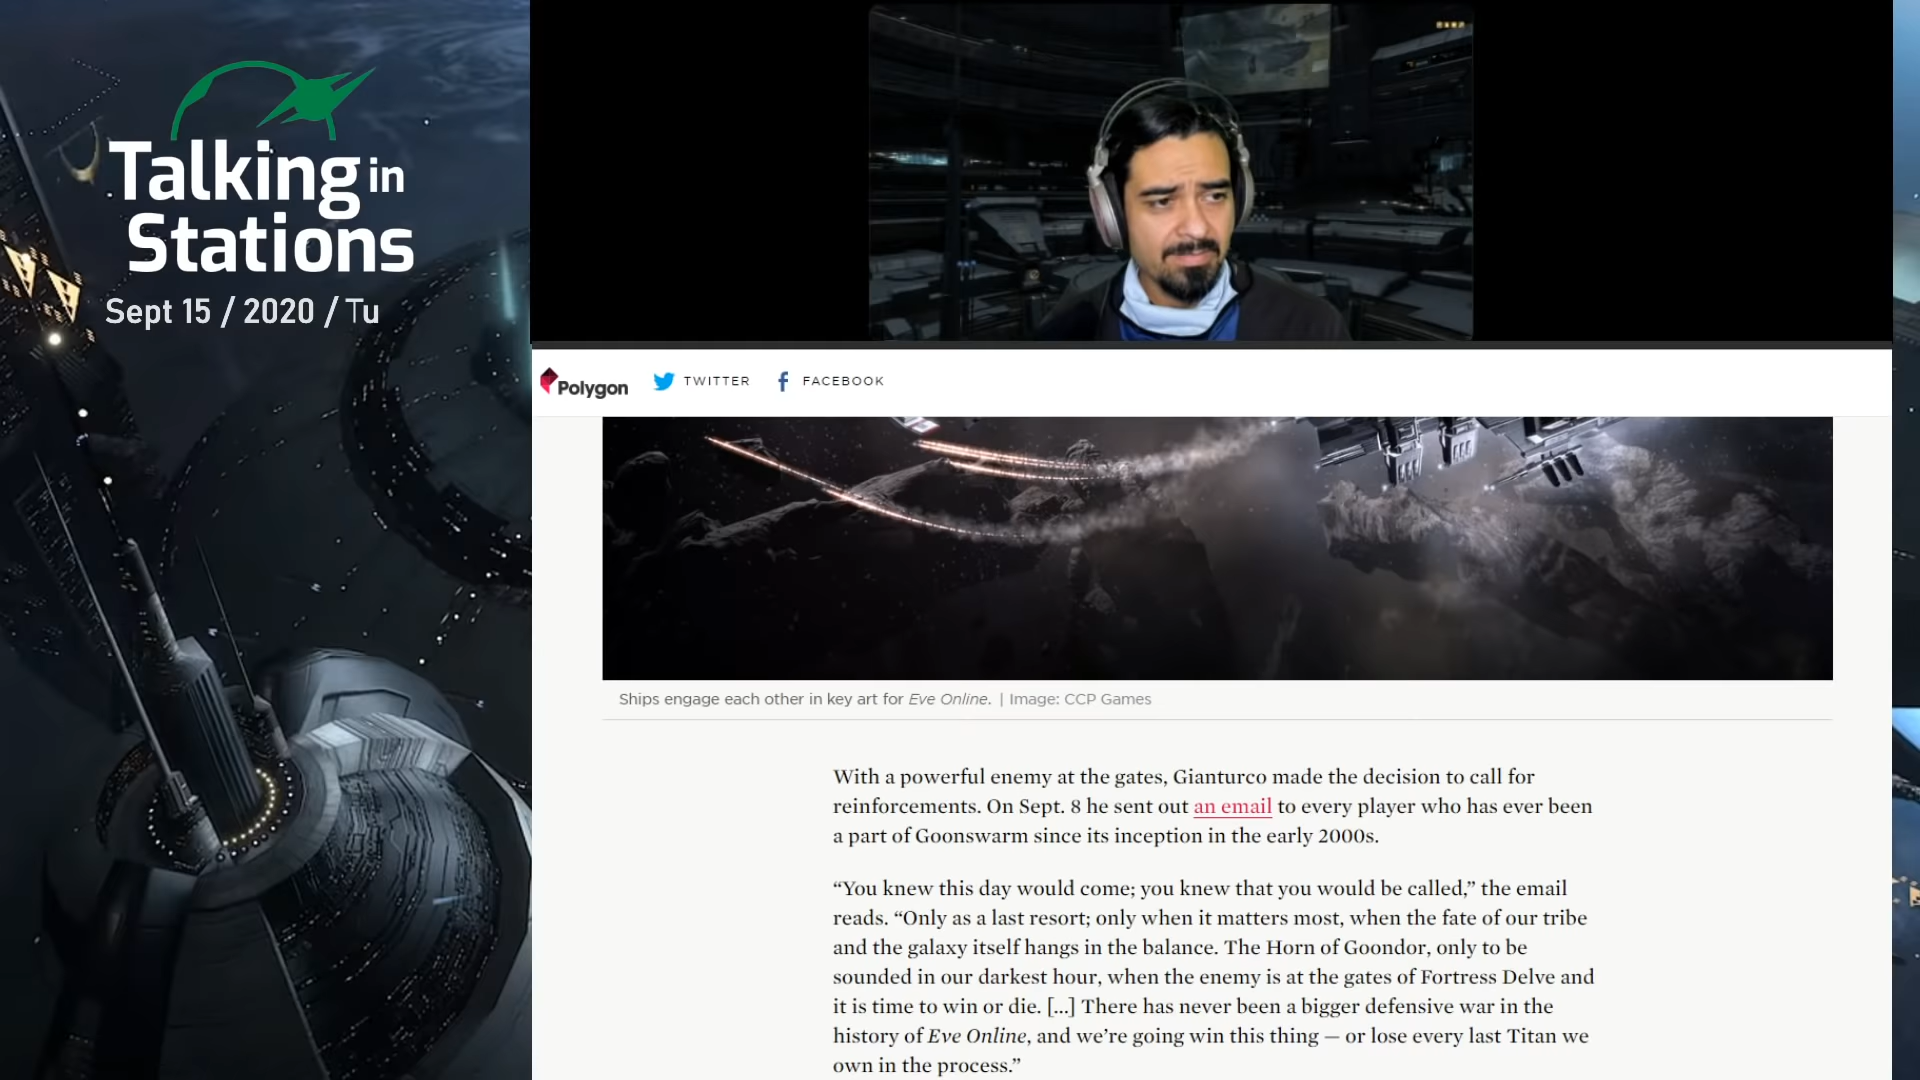 Talking in
Stations
Sept 15 / 2020 / Tu
Polygon
TWITTER
FACEBOOK
Ships engage each other in key art for Eve Online. | Image: CCP Games
With a powerful enemy at the gates, Gianturco made the decision to call for
reinforcements. On Sept. 8 he sent out an email to every player who has ever been
a part of Goonswarm since its inception in the early 2000s.
“You knew this day would come; you knew that you would be called,” the email
reads. “Only as a last resort; only when it matters most, when the fate of our tribe
and the galaxy itself hangs in the balance. The Horn of Goondor, only to be
sounded in our darkest hour, when the enemy is at the gates of Fortress Delve and
it is time to win or die. [...] There has never been a bigger defensive war in the
history of Eve Online, and we’re going win this thing — or lose every last Titan we
own in the process.”